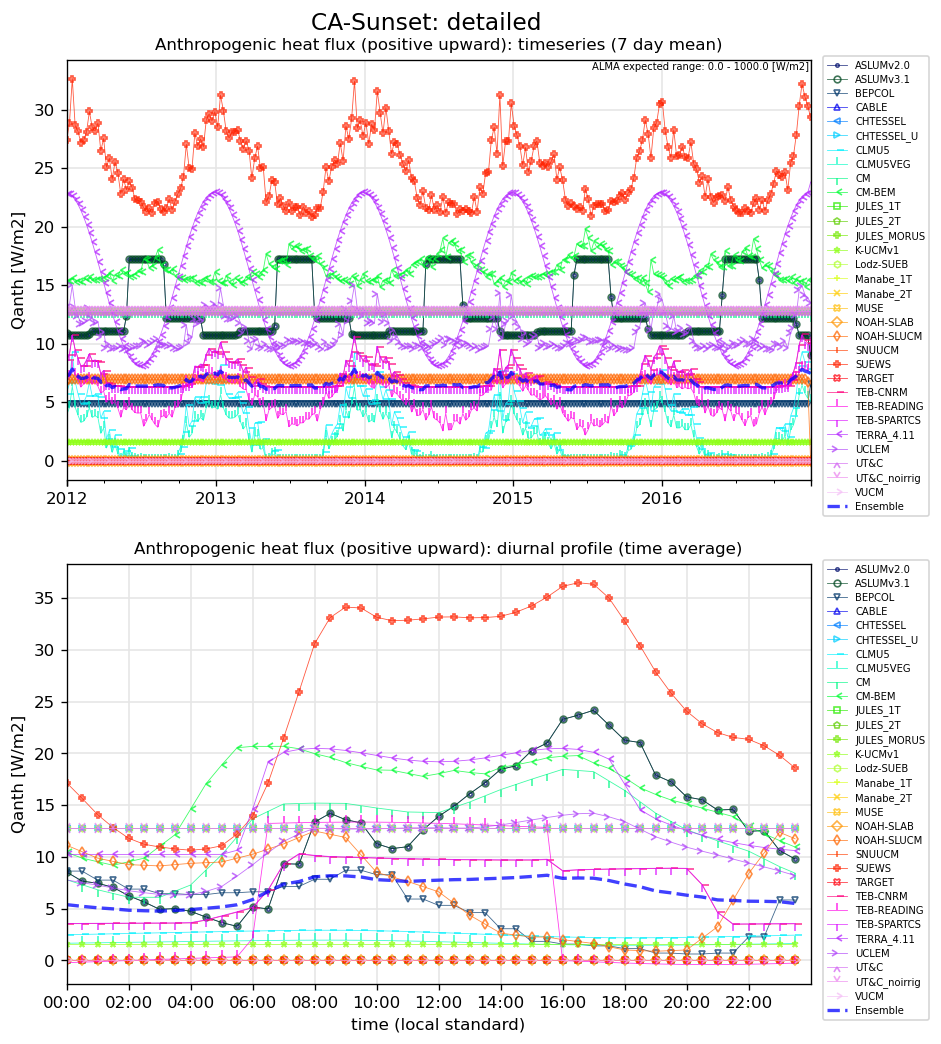 CA-Sunset: detailed
Anthropogenic heat flux (positive upward): timeseries (7 day mean)
ALMA expected range: 0.0 - 1000.0 [W/m2]
Qanth [W/m2]
30
25
20
15
10
5
0
2012
2013
2014
2015
2016
ASLUMv2.0
ASLUMv3.1
BEPCOL
CABLE
CHTESSEL
CHTESSEL_U
CLMU5
CLMU5VEG
CM
CM-BEM
JULES_1T
JULES_2T
JULES_MORUS
K-UCMv1
Lodz-SUEB
Manabe_1T
Manabe_2T
MUSE
NOAH-SLAB
NOAH-SLUCM
SNUUCM
SUEWS
TARGET
TEB-CNRM
TEB-READING
TEB-SPARTCS
TERRA_4.11
UCLEM
UT&C
UT&C_noirrig
VUCM
Ensemble
Anthropogenic heat flux (positive upward): diurnal profile (time average)
Qanth [W/m2]
35
30
25
20
15
10
5
0
00:00
02:00
04:00
06:00
08:00
10:00
12:00
14:00
16:00
18:00
20:00
22:00
time (local standard)
ASLUMv2.0
ASLUMv3.1
BEPCOL
CABLE
CHTESSEL
CHTESSEL_U
CLMU5
CLMU5VEG
CM
CM-BEM
JULES_1T
JULES_2T
JULES_MORUS
K-UCMv1
Lodz-SUEB
Manabe_1T
Manabe_2T
MUSE
NOAH-SLAB
NOAH-SLUCM
SNUUCM
SUEWS
TARGET
TEB-CNRM
TEB-READING
TEB-SPARTCS
TERRA_4.11
UCLEM
UT&C
UT&C_noirrig
VUCM
Ensemble